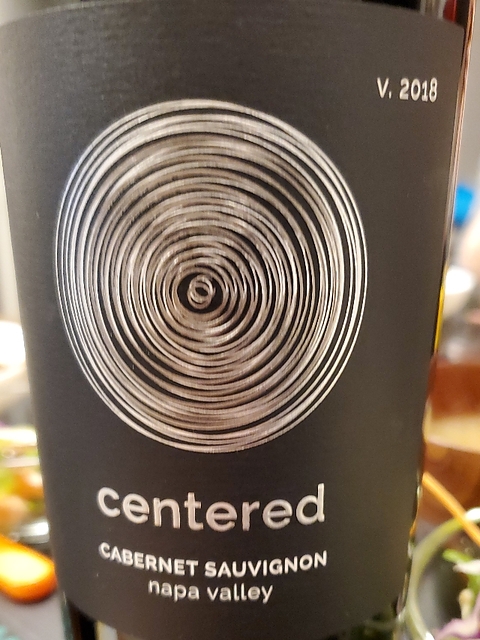 V. 2018
centered
CABERNET SAUVIGNON
napa valley